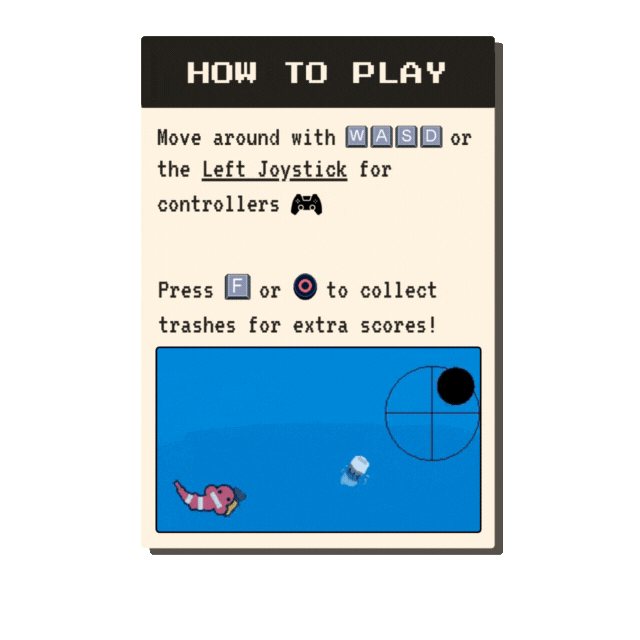 HOW TO PLAY
Move around with W A S D or
the Left Joystick for
controllers
Press F or to collect
trashes for extra scores!